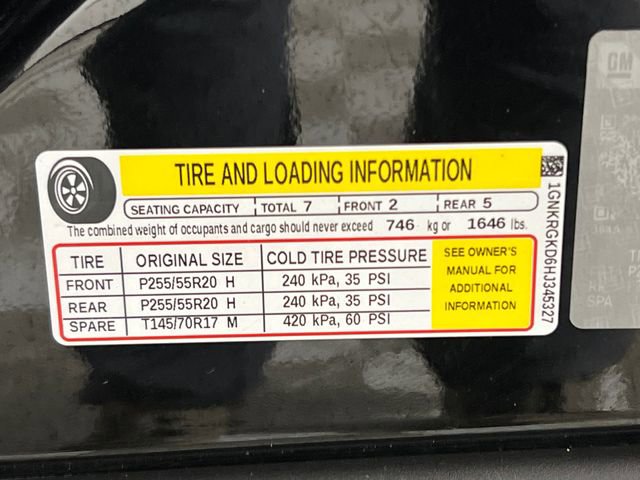 TIRE AND LOADING INFORMATION
SEATING CAPACITY TOTAL 7 FRONT 2 REAR 5
The combined weight of occupants and cargo should never exceed 746 kg or 1646 lbs.
TIRE ORIGINAL SIZE COLD TIRE PRESSURE
FRONT P255/55R20 H 240 kPa, 35 PSI
REAR P255/55R20 H 240 kPa, 35 PSI
SPARE T145/70R17 M 420 kPa, 60 PSI
SEE OWNER'S
MANUAL FOR
ADDITIONAL
INFORMATION
1GNKRGKD6HJ345327
GM
SPA